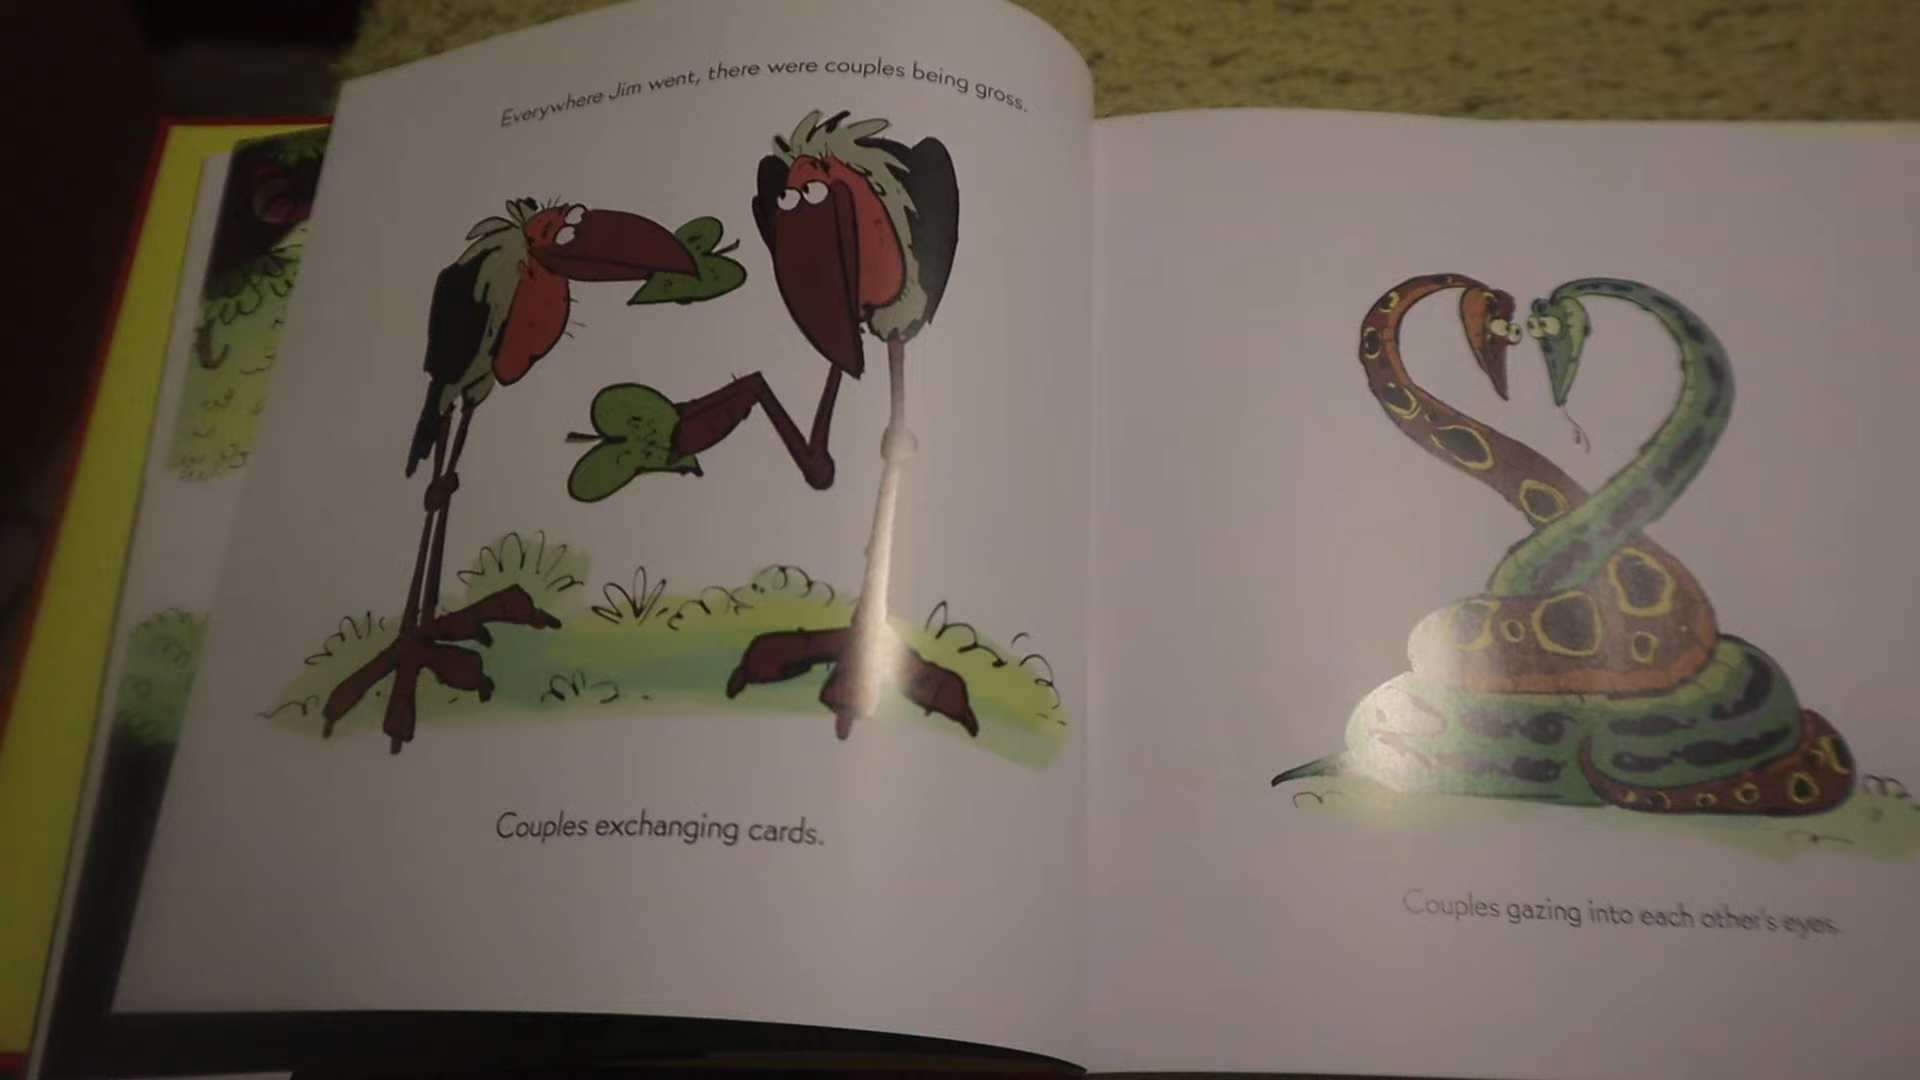 Everywhere Jim went, there were couples being gross.
Couples exchanging cards.
Couples gazing into each other's eyes.